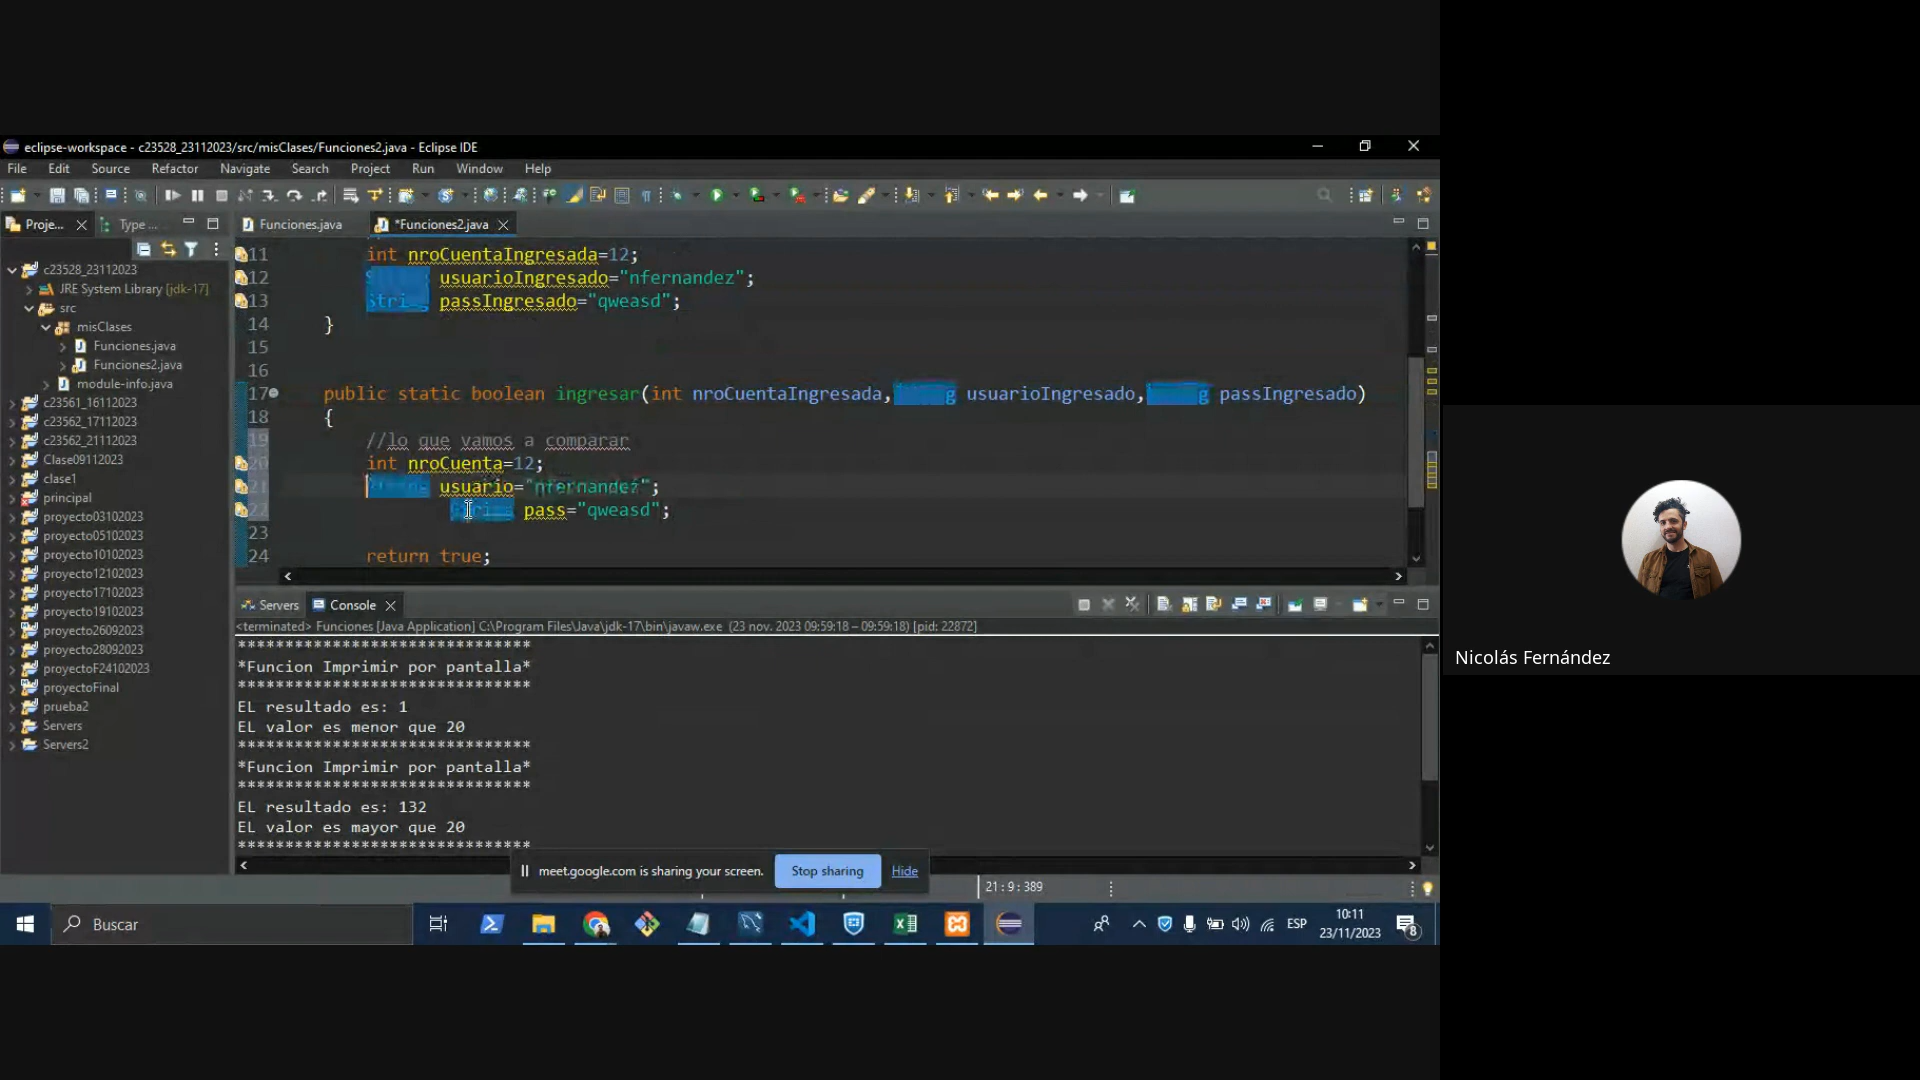 eclipse-workspace - c23528_23112023/src/misClases/Funciones2.java - Eclipse IDE
File Edit Source Refactor Navigate Search Project Run Window Help
Proje... Type ... Funciones.java *Funciones2.java
c23528_23112023
JRE System Library [jdk-17]
src
misClases
Funciones.java
Funciones2.java
module-info.java
c23561_16112023
c23562_17112023
c23562_21112023
Clase09112023
clase1
principal
proyecto03102023
proyecto05102023
proyecto10102023
proyecto12102023
proyecto17102023
proyecto19102023
proyecto26092023
proyecto28092023
proyectoF24102023
proyectoFinal
prueba2
Servers
Servers2
11 int nroCuentaIngresada=12;
12 usuarioIngresado="nfernandez";
13 String passIngresado="qweasd";
14 }
15
16
17 public static boolean ingresar(int nroCuentaIngresada, usuarioIngresado, passIngresado)
18 {
19 //lo que vamos a comparar
20 int nroCuenta=12;
21 usuario="nfernandez";
22 String pass="qweasd";
23
24 return true;
Servers Console
<terminated> Funciones [Java Application] C:\Program Files\Java\jdk-17\bin\javaw.exe (23 nov. 2023 09:59:18 – 09:59:18) [pid: 22872]
*******************************
*Funcion Imprimir por pantalla*
*******************************
EL resultado es: 1
EL valor es menor que 20
*******************************
*Funcion Imprimir por pantalla*
*******************************
EL resultado es: 132
EL valor es mayor que 20
*******************************
meet.google.com is sharing your screen. Stop sharing Hide
21 : 9 : 389
Buscar
ESP
10:11
23/11/2023
8
Nicolás Fernández